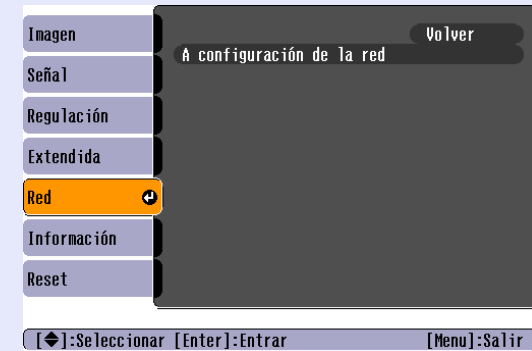 Imagen
Señal
Regulación
Extendida
Red
Información
Reset
Volver
A configuración de la red
[◆]:Seleccionar [Enter]:Entrar [Menu]:Salir